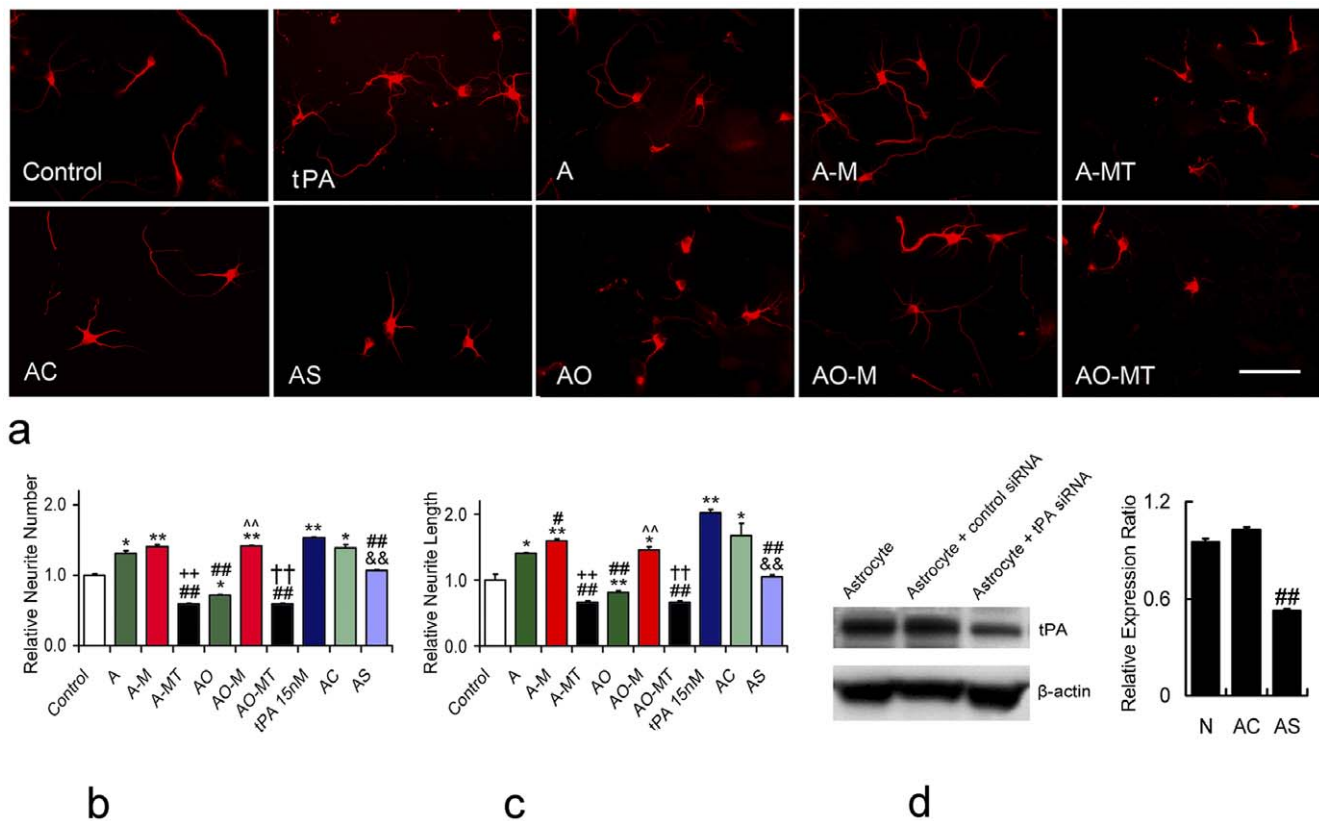 Control tPA A A-M A-MT
AC AS AO AO-M AO-MT
a
Relative Neurite Number
2.0
1.0
0.0
* ** ++ ## ## * ^^ ** †† ## ** * ## &&
Control A A-M A-MT AO AO-M AO-MT tPA 15nM AC AS
b
Relative Neurite Length
2.0
1.0
0.0
* # ** ++ ## ## ** ^^ * †† ## ** * ## &&
Control A A-M A-MT AO AO-M AO-MT tPA 15nM AC AS
c
Astrocyte
Astrocyte + control siRNA
Astrocyte + tPA siRNA
tPA
β-actin
Relative Expression Ratio
1.2
0.6
0
##
N AC AS
d